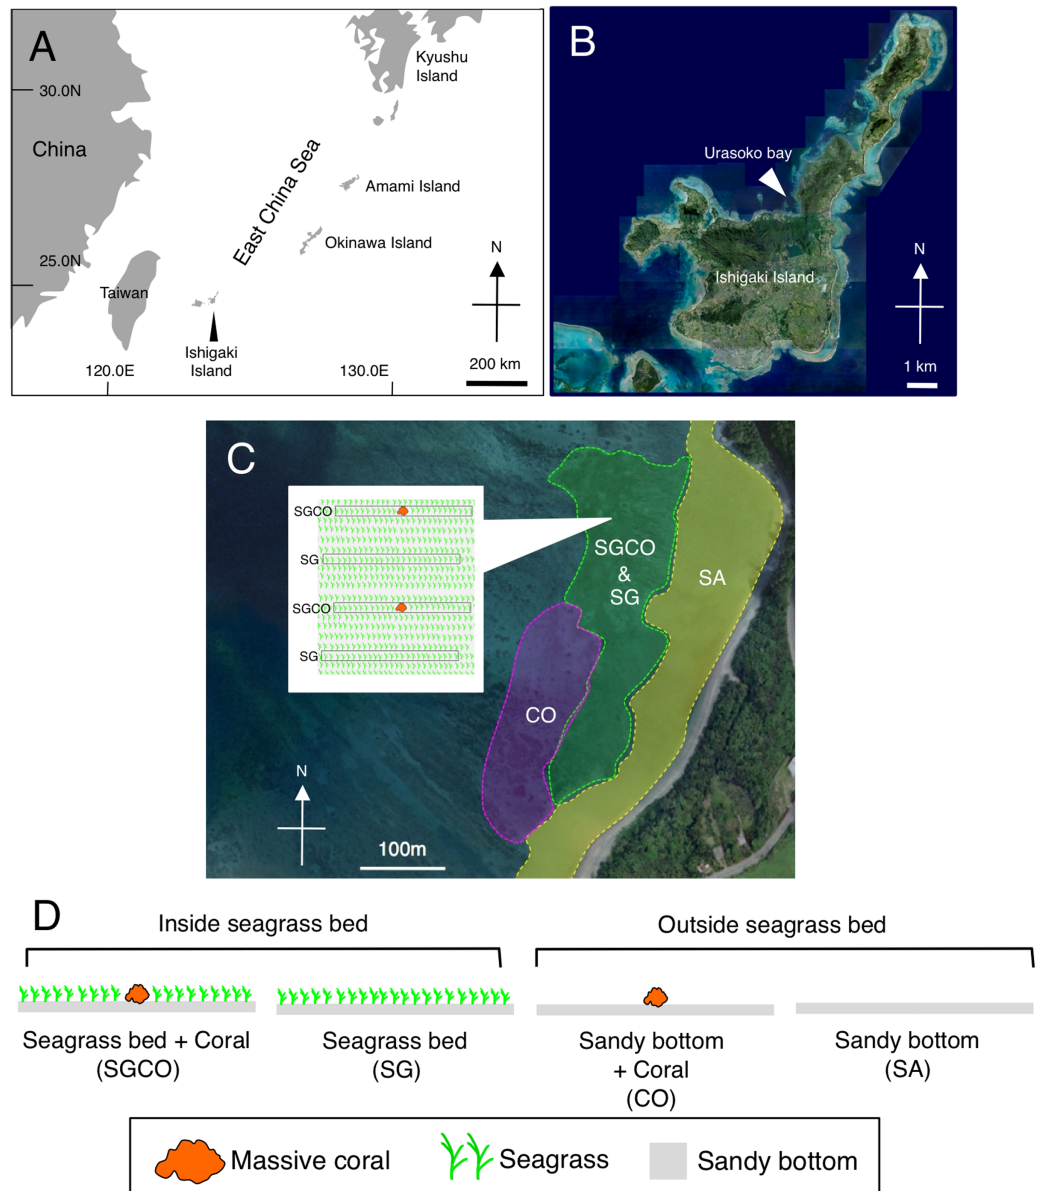 A
Kyushu
Island
30.0N
China
East China Sea
Amami Island
Okinawa Island
25.0N
Taiwan
N
Ishigaki
Island
120.0E
130.0E
200 km
B
Urasoko bay
Ishigaki Island
N
1 km
C
SGCO
SG
SGCO
SG
SGCO
&
SG
SA
CO
N
100m
D
Inside seagrass bed
Outside seagrass bed
Seagrass bed + Coral
(SGCO)
Seagrass bed
(SG)
Sandy bottom
+ Coral
(CO)
Sandy bottom
(SA)
Massive coral
Seagrass
Sandy bottom